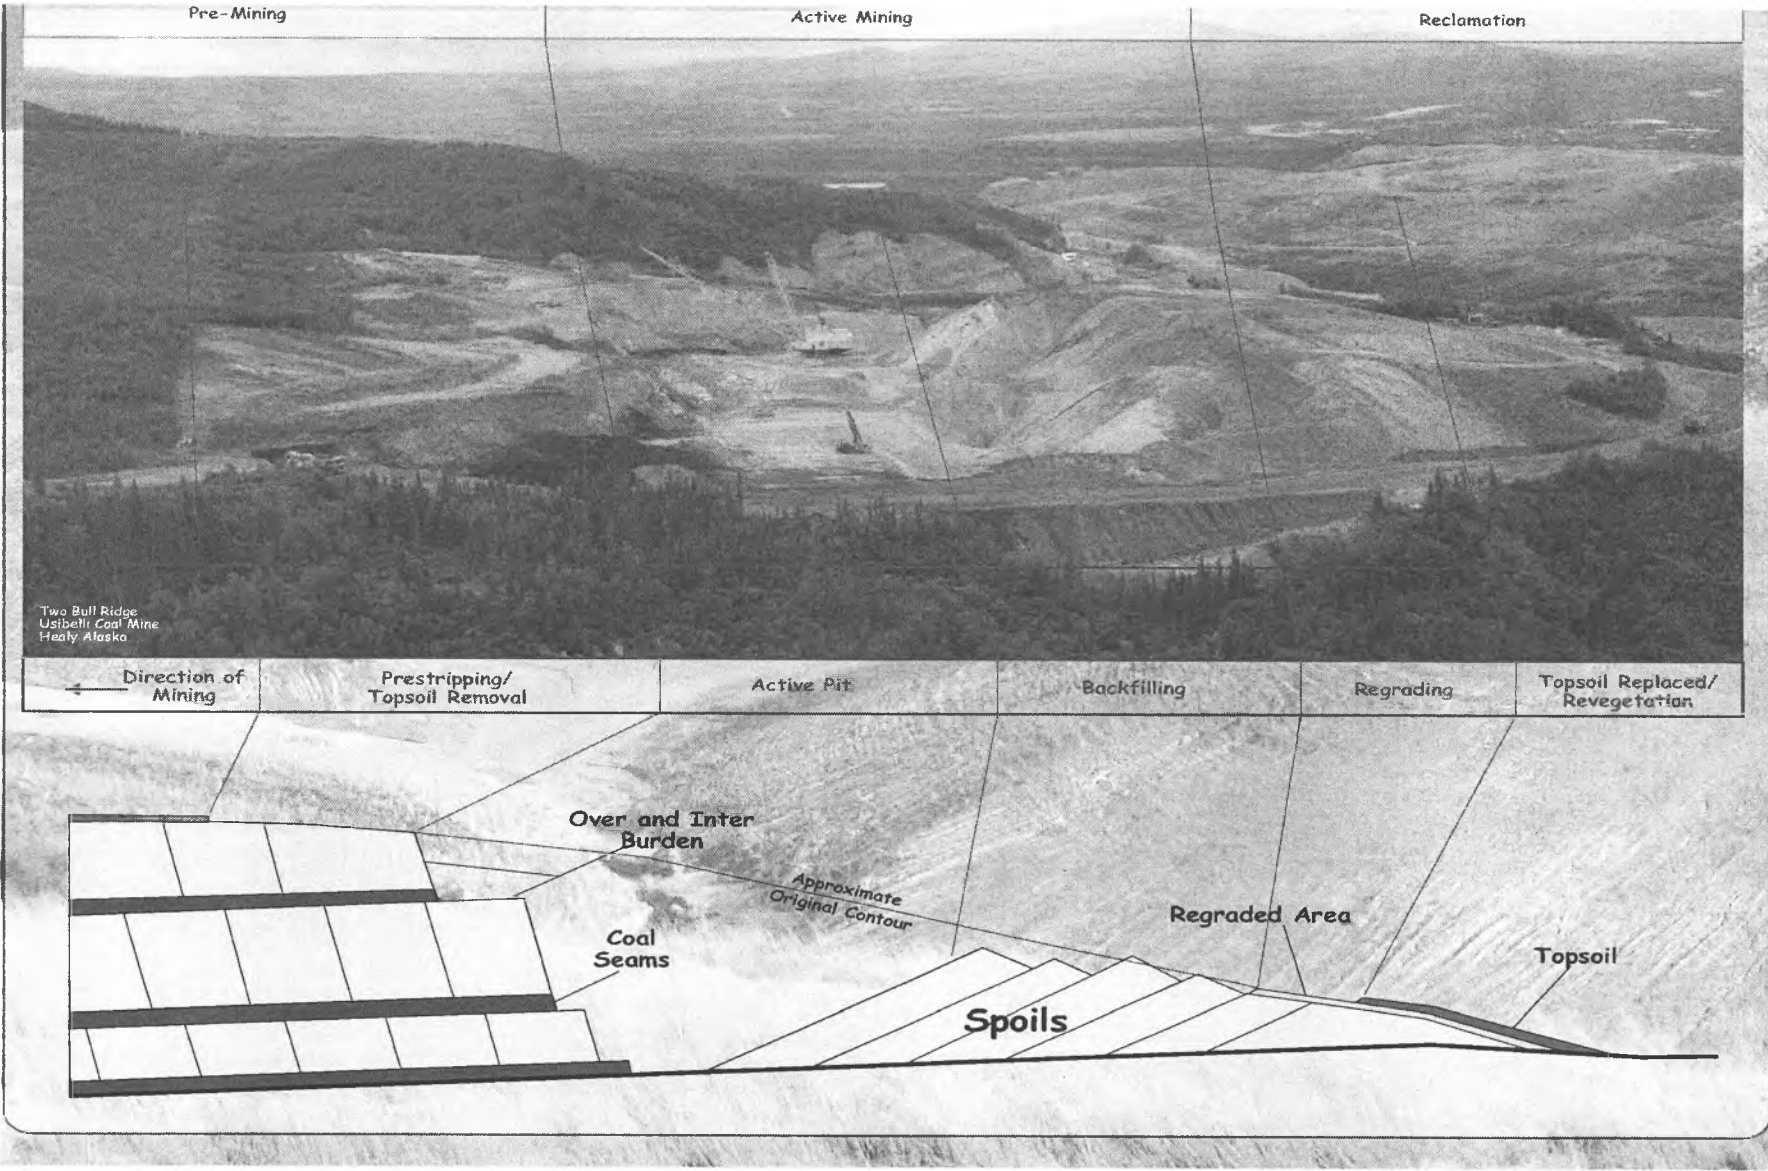 Pre-Mining
Active Mining
Reclamation
Two Bull Ridge
Usibelli Coal Mine
Healy Alaska
Direction of
Mining
Prestripping/
Topsoil Removal
Active Pit
Backfilling
Regrading
Topsoil Replaced/
Revegetation
Over and Inter
Burden
Approximate
Original Contour
Coal
Seams
Regraded Area
Topsoil
Spoils